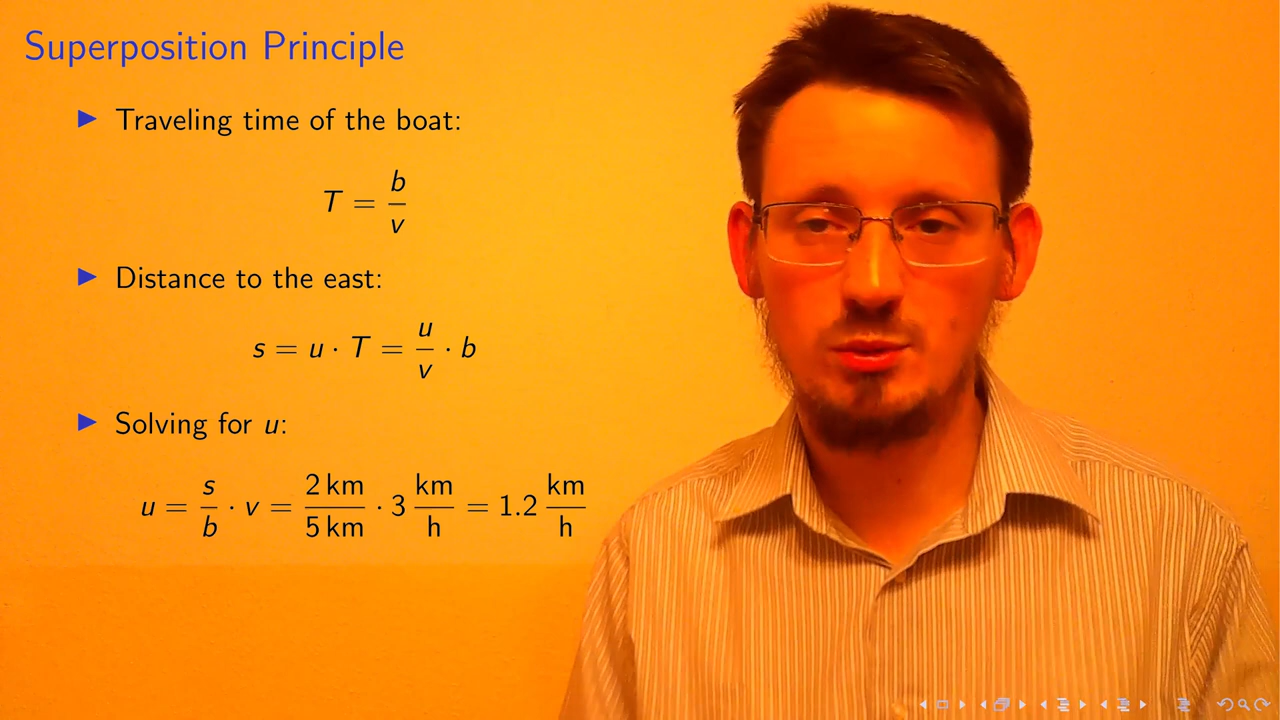 Superposition Principle
▶ Traveling time of the boat:
T = b/v
▶ Distance to the east:
s = u · T = u/v · b
▶ Solving for u:
u = s/b · v = 2 km/5 km · 3 km/h = 1.2 km/h